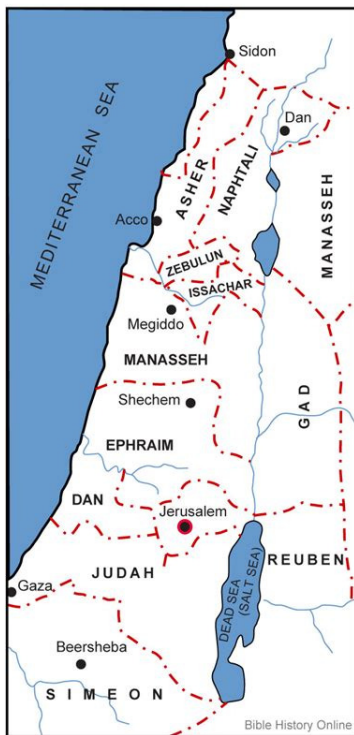 Sidon
MEDITERRANEAN SEA
Dan
ASHER
NAPHTALI
MANASSEH
Acco
ZEBULUN
ISSACHAR
Megiddo
MANASSEH
GAD
Shechem
EPHRAIM
DAN
Jerusalem
REUBEN
JUDAH
DEAD SEA
(SALT SEA)
Gaza
Beersheba
SIMEON
Bible History Online